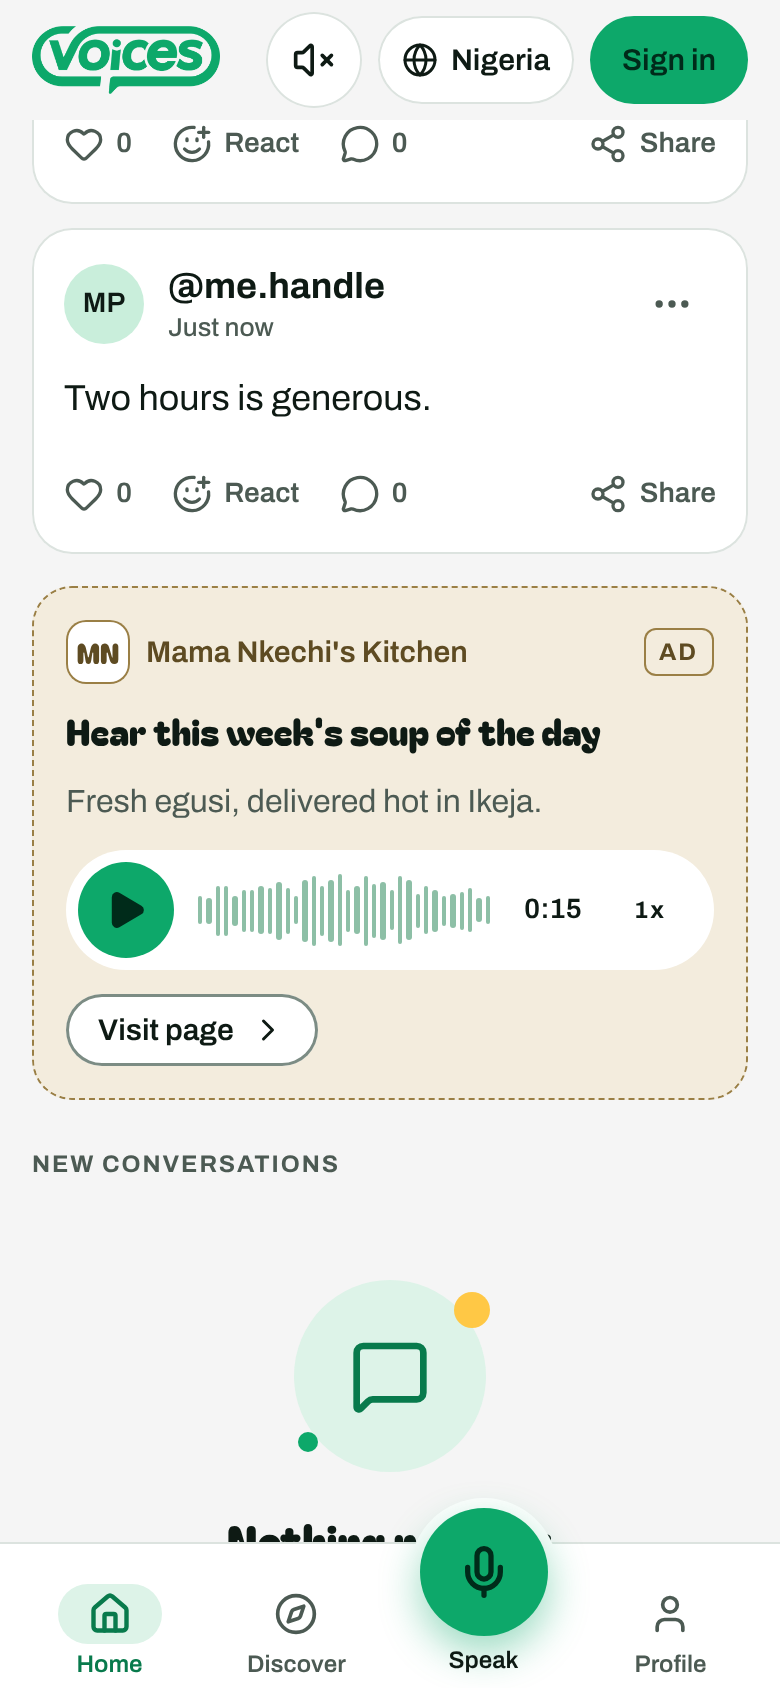 Voices
Nigeria
Sign in
0 React 0 Share
MP
@me.handle
Just now
Two hours is generous.
0 React 0 Share
MN
Mama Nkechi's Kitchen
AD
Hear this week's soup of the day
Fresh egusi, delivered hot in Ikeja.
0:15 1x
Visit page
NEW CONVERSATIONS
Nothing
Home
Discover
Speak
Profile